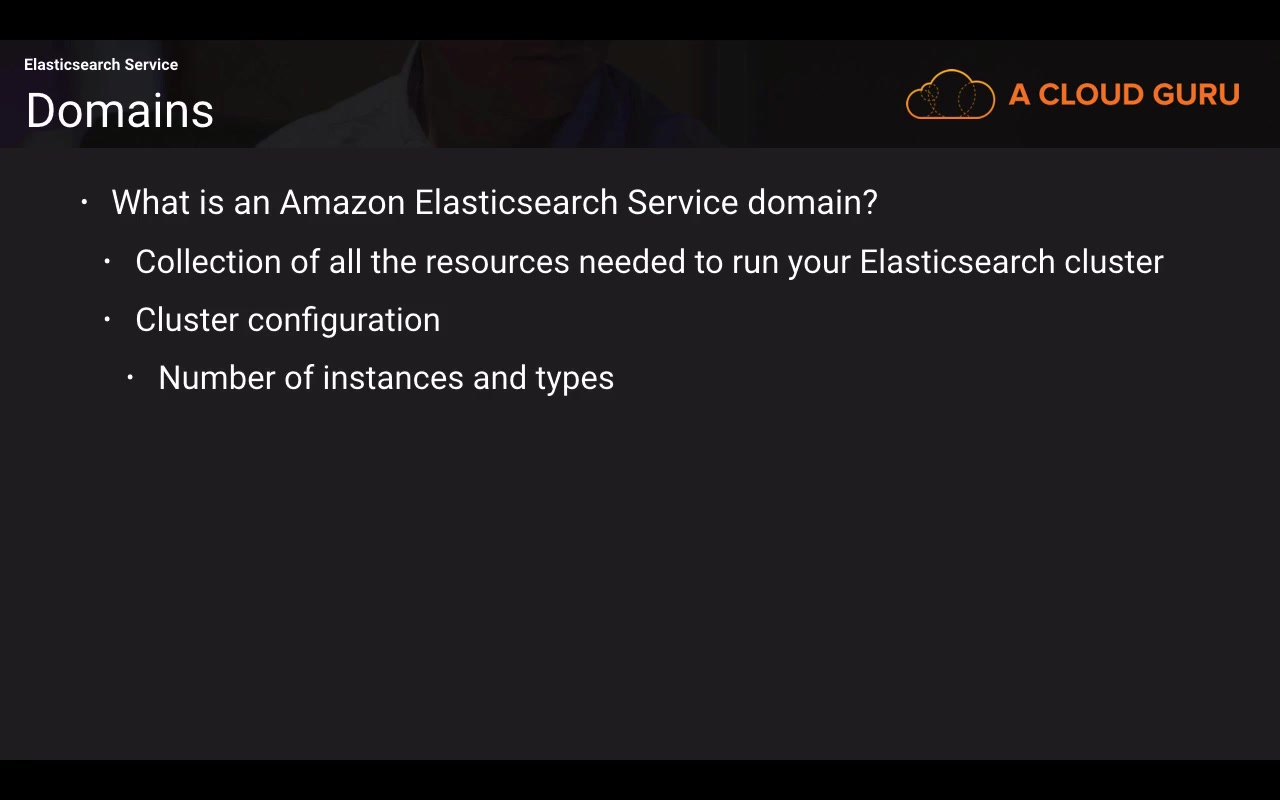 Elasticsearch Service
Domains
A CLOUD GURU
• What is an Amazon Elasticsearch Service domain?
• Collection of all the resources needed to run your Elasticsearch cluster
• Cluster configuration
• Number of instances and types